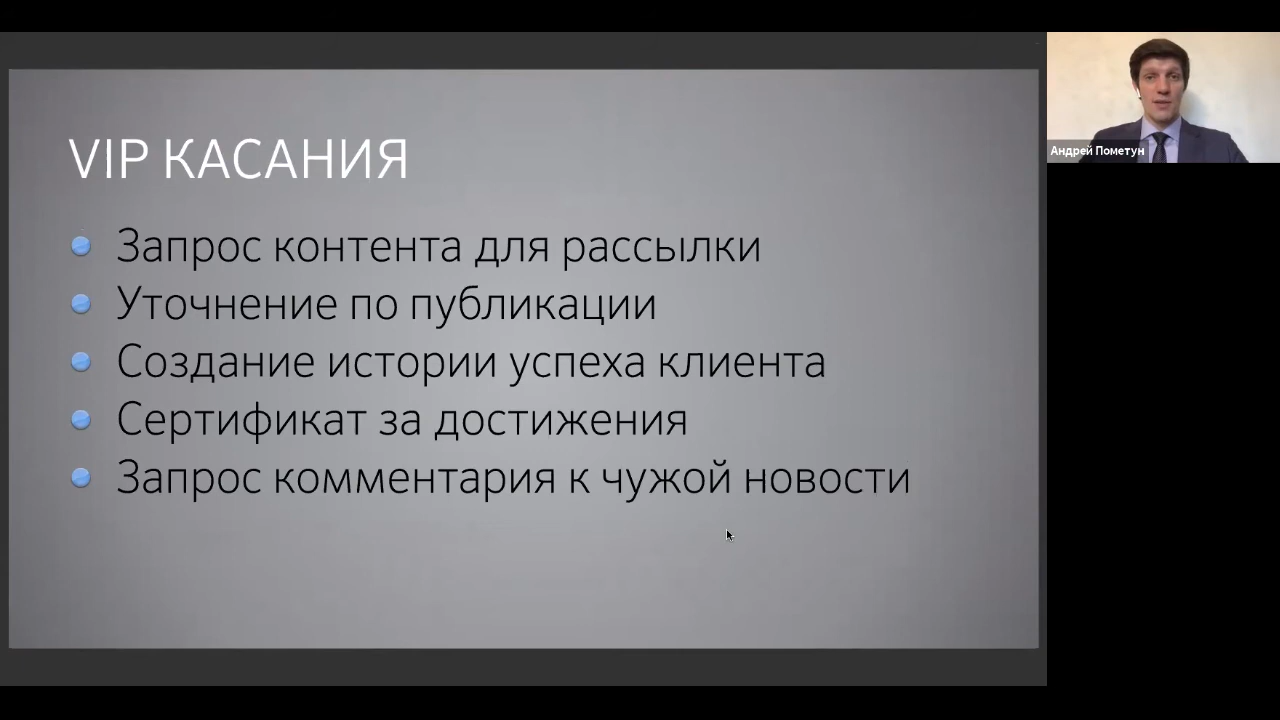 VIP КАСАНИЯ
Запрос контента для рассылки
Уточнение по публикации
Создание истории успеха клиента
Сертификат за достижения
Запрос комментария к чужой новости
Андрей Пометун